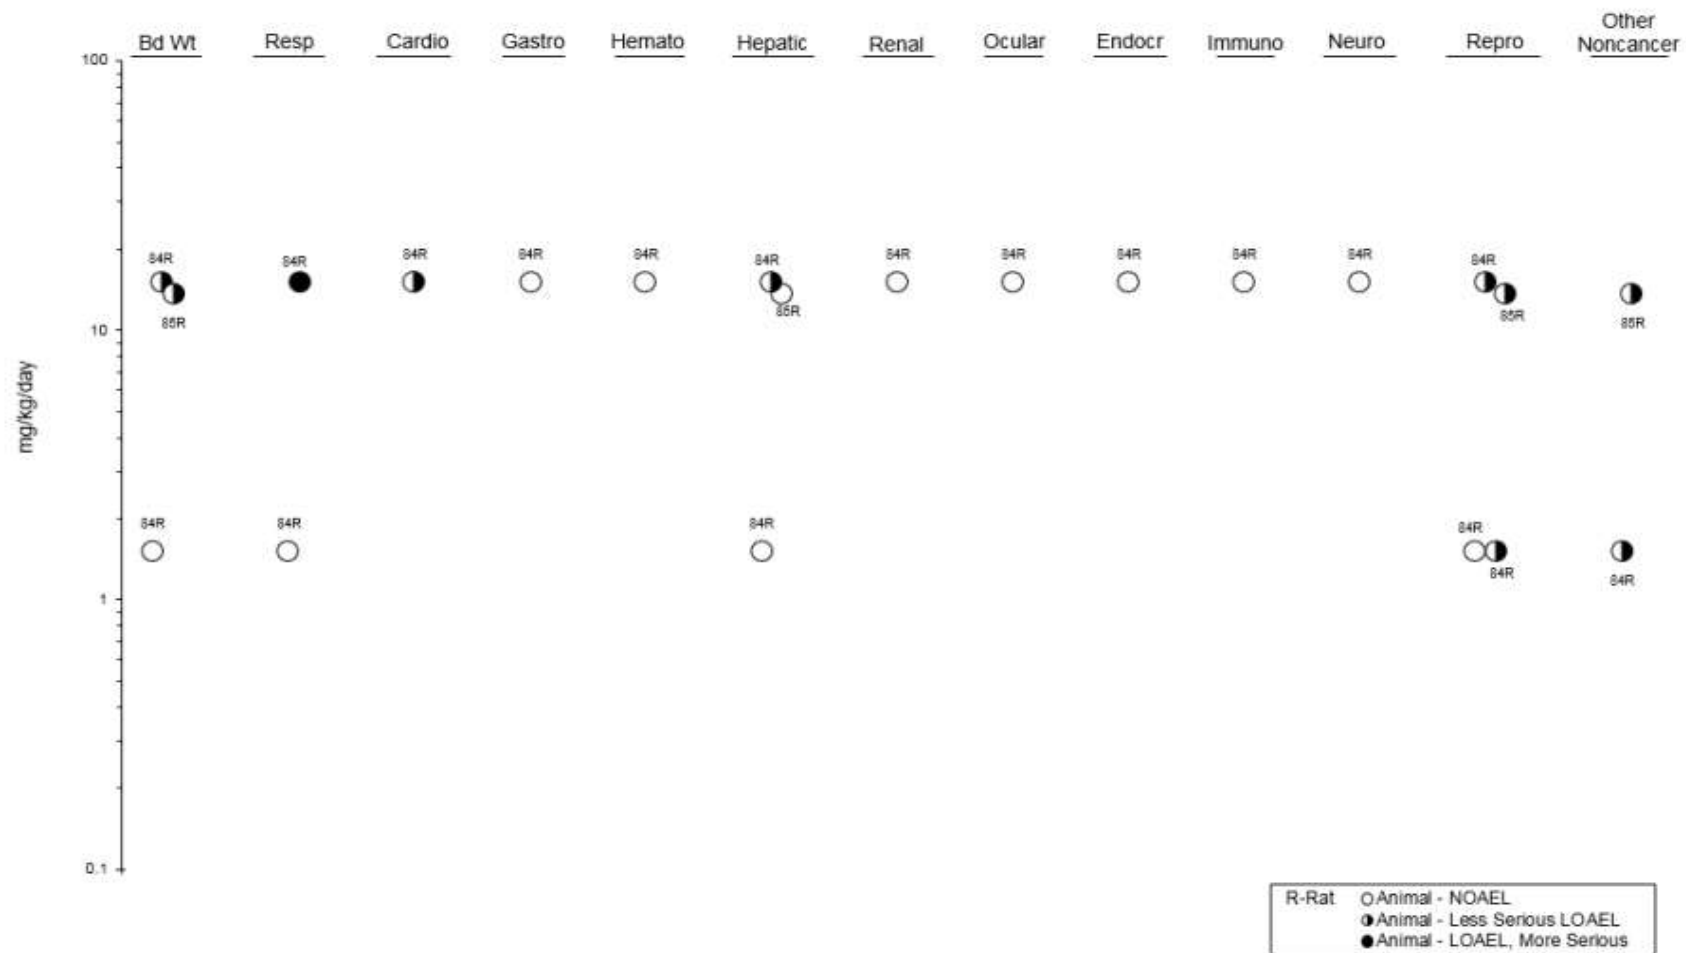 Bd Wt Resp Cardio Gastro Hemato Hepatic Renal Ocular Endocr Immuno Neuro Repro Other Noncancer
100
84R 84R 84R 84R 84R 84R 84R 84R 84R 84R 84R 84R
85R 85R 85R 85R
10
mg/kg/day
84R 84R 84R 84R
84R 84R
1
0.1
R-Rat Animal - NOAEL
Animal - Less Serious LOAEL
Animal - LOAEL, More Serious